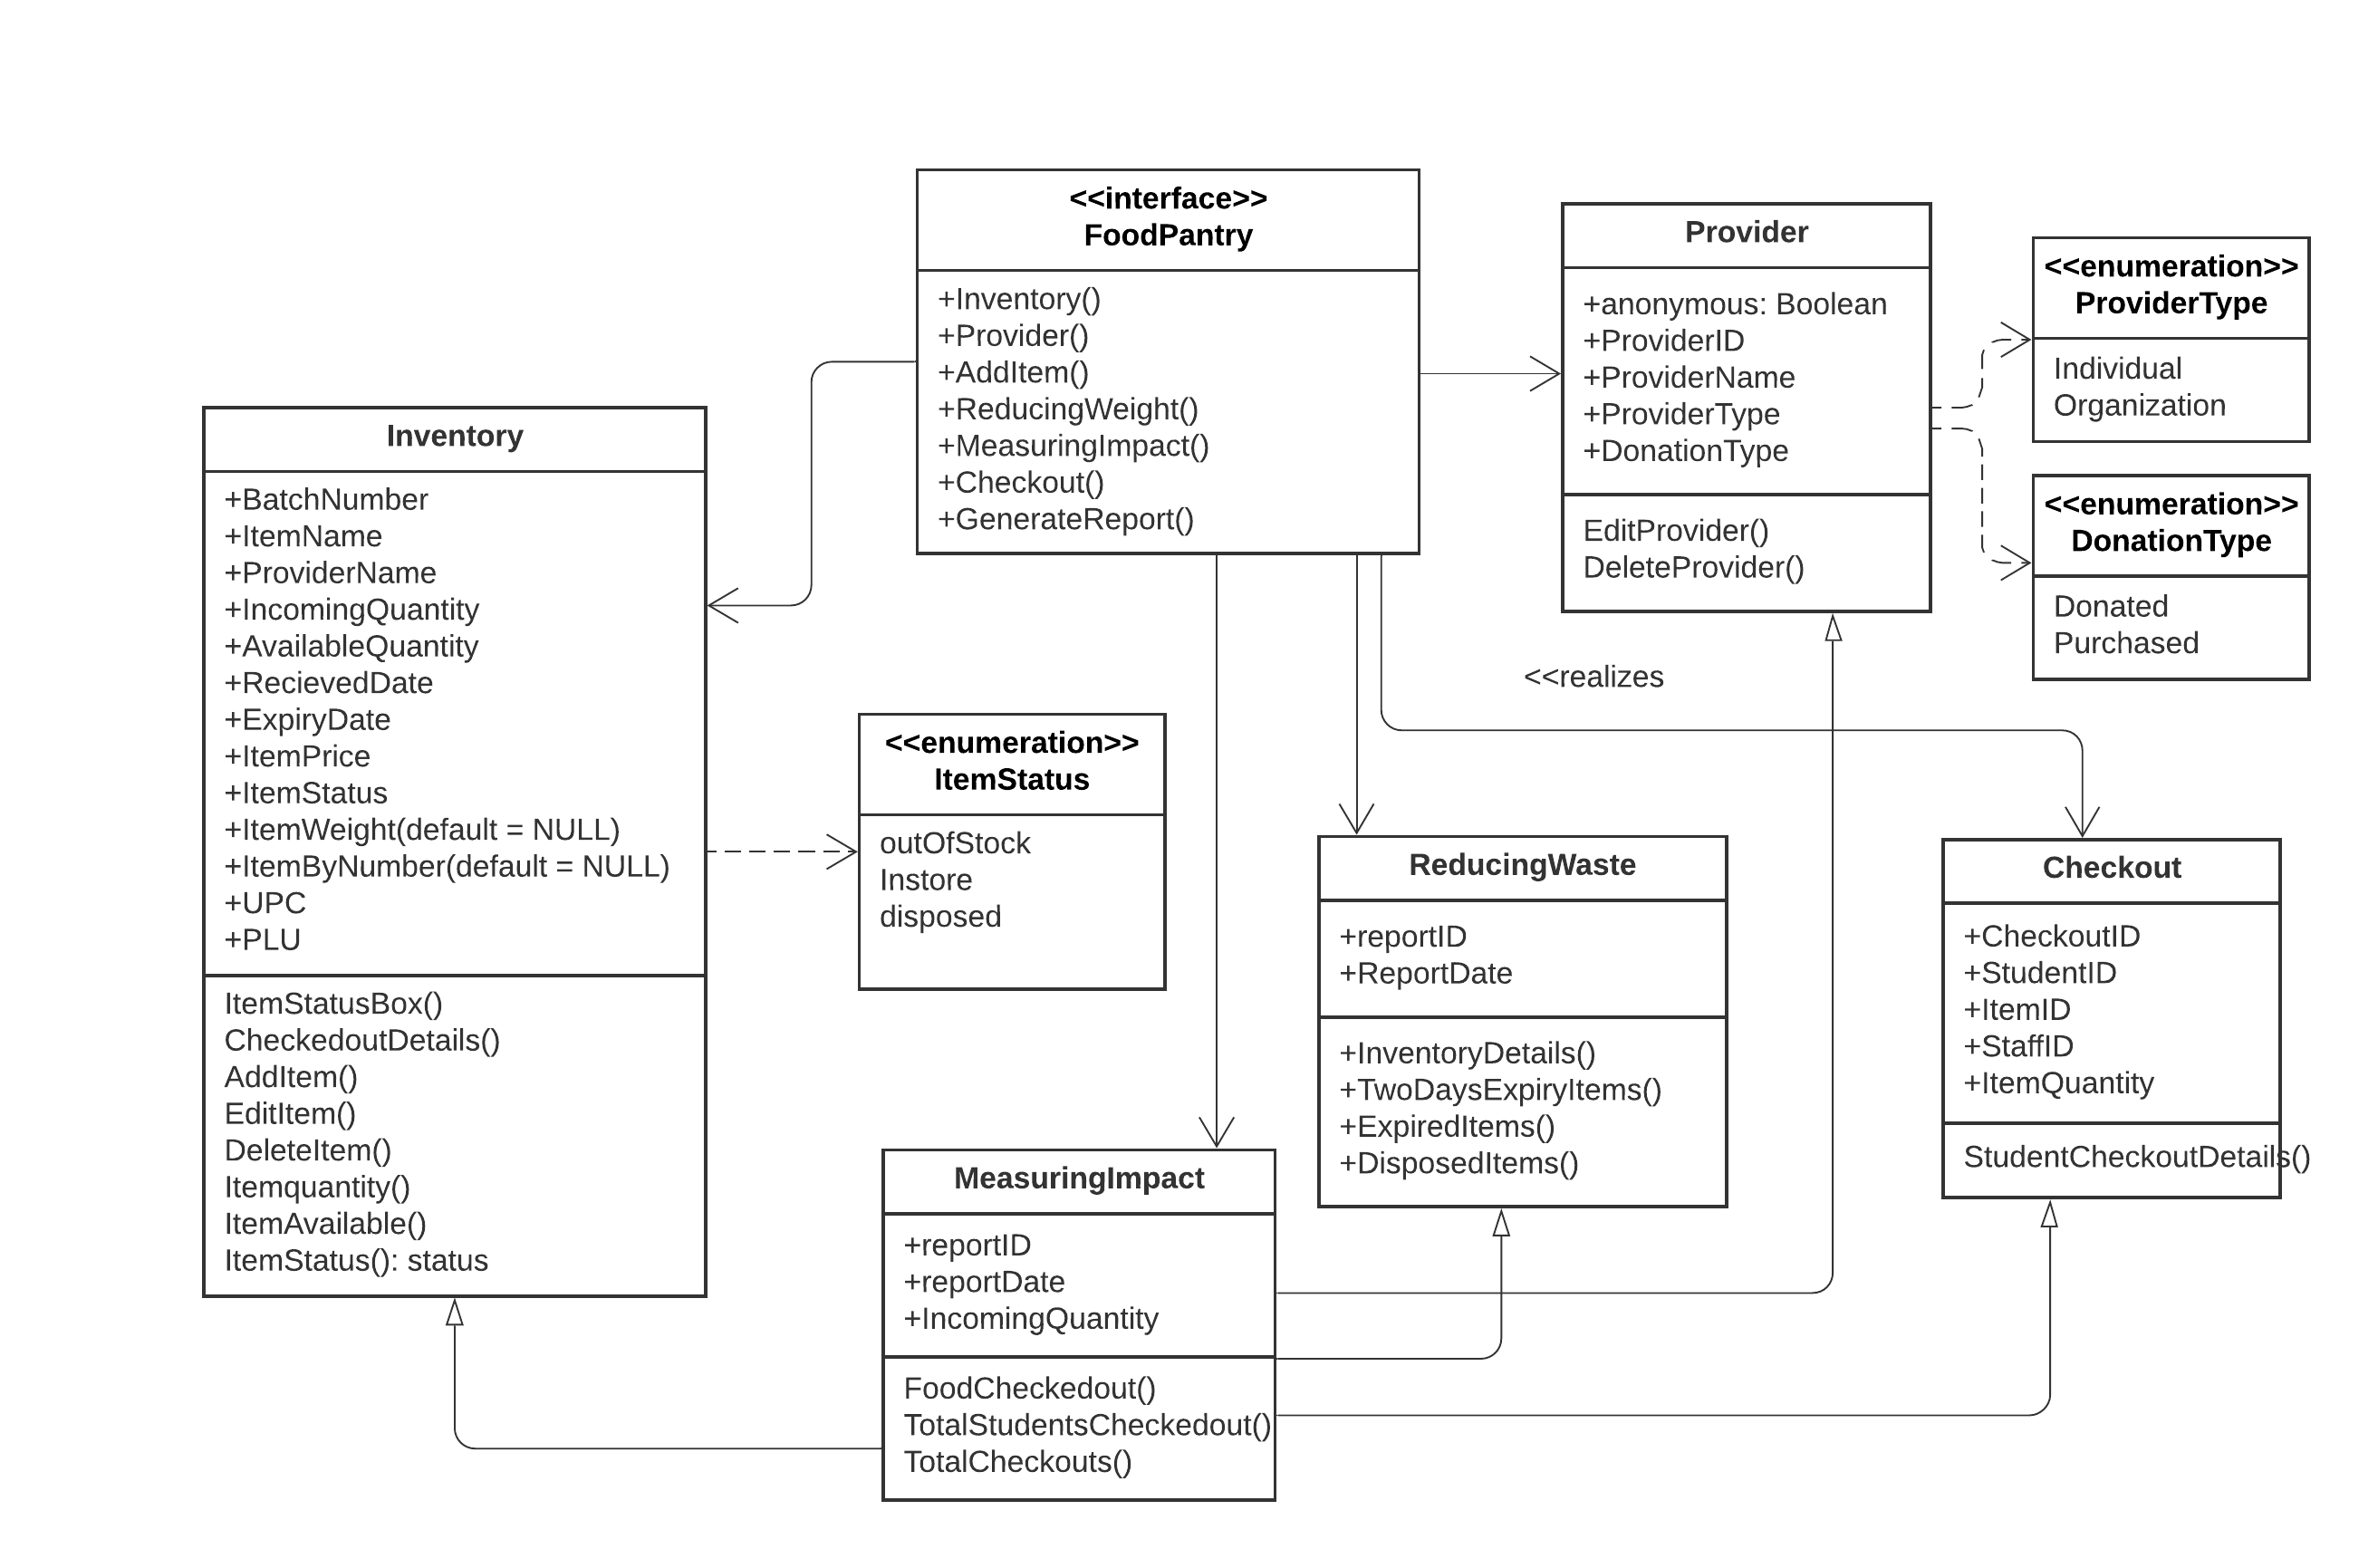 <<interface>>
FoodPantry
+Inventory()
+Provider()
+AddItem()
+ReducingWeight()
+MeasuringImpact()
+Checkout()
+GenerateReport()
Provider
+anonymous: Boolean
+ProviderID
+ProviderName
+ProviderType
+DonationType
EditProvider()
DeleteProvider()
<<enumeration>>
ProviderType
Individual
Organization
<<enumeration>>
DonationType
Donated
Purchased
Inventory
+BatchNumber
+ItemName
+ProviderName
+IncomingQuantity
+AvailableQuantity
+RecievedDate
+ExpiryDate
+ItemPrice
+ItemStatus
+ItemWeight(default = NULL)
+ItemByNumber(default = NULL)
+UPC
+PLU
ItemStatusBox()
CheckedoutDetails()
AddItem()
EditItem()
DeleteItem()
Itemquantity()
ItemAvailable()
ItemStatus(): status
<<enumeration>>
ItemStatus
outOfStock
Instore
disposed
<<realizes
ReducingWaste
+reportID
+ReportDate
+InventoryDetails()
+TwoDaysExpiryItems()
+ExpiredItems()
+DisposedItems()
Checkout
+CheckoutID
+StudentID
+ItemID
+StaffID
+ItemQuantity
StudentCheckoutDetails()
MeasuringImpact
+reportID
+reportDate
+IncomingQuantity
FoodCheckedout()
TotalStudentsCheckedout()
TotalCheckouts()